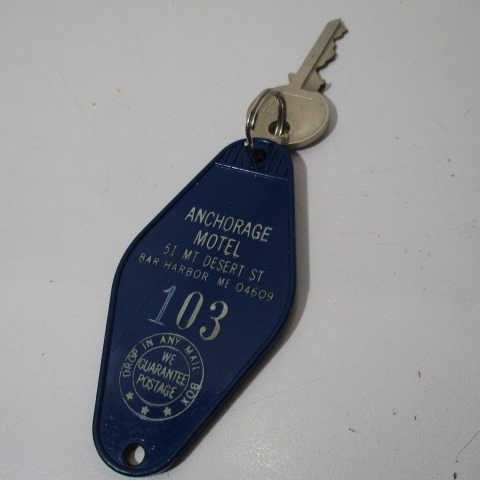 ANCHORAGE
MOTEL
51 MT DESERT ST
BAR HARBOR ME 04609
103
DROP IN ANY MAIL BOX
WE
GUARANTEE
POSTAGE